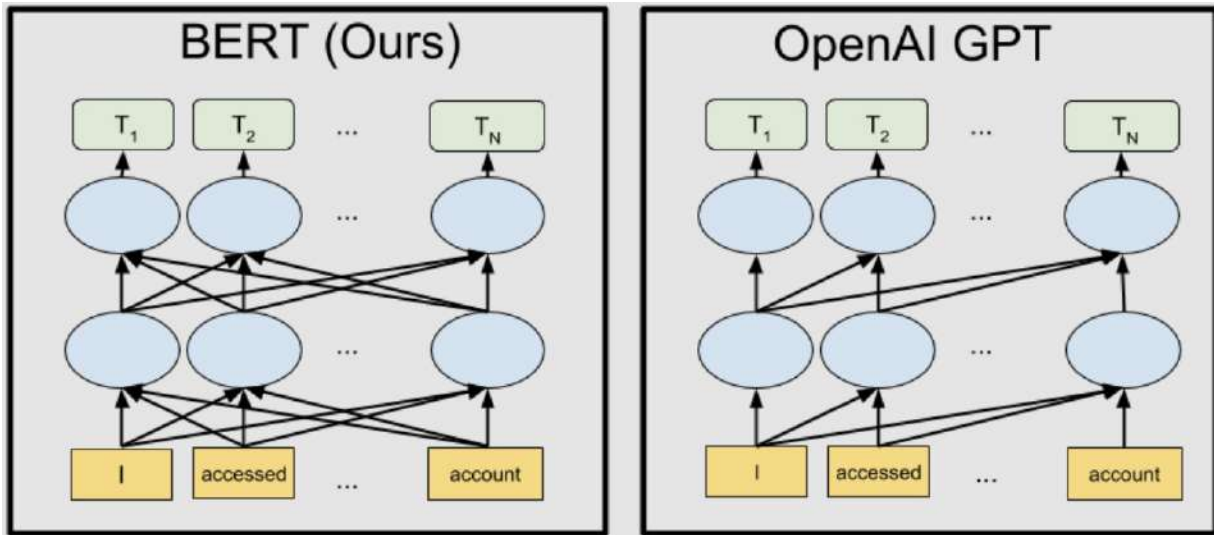 BERT (Ours)
T1 T2 ... TN
...
...
I accessed ... account
OpenAI GPT
T1 T2 ... TN
...
...
I accessed ... account